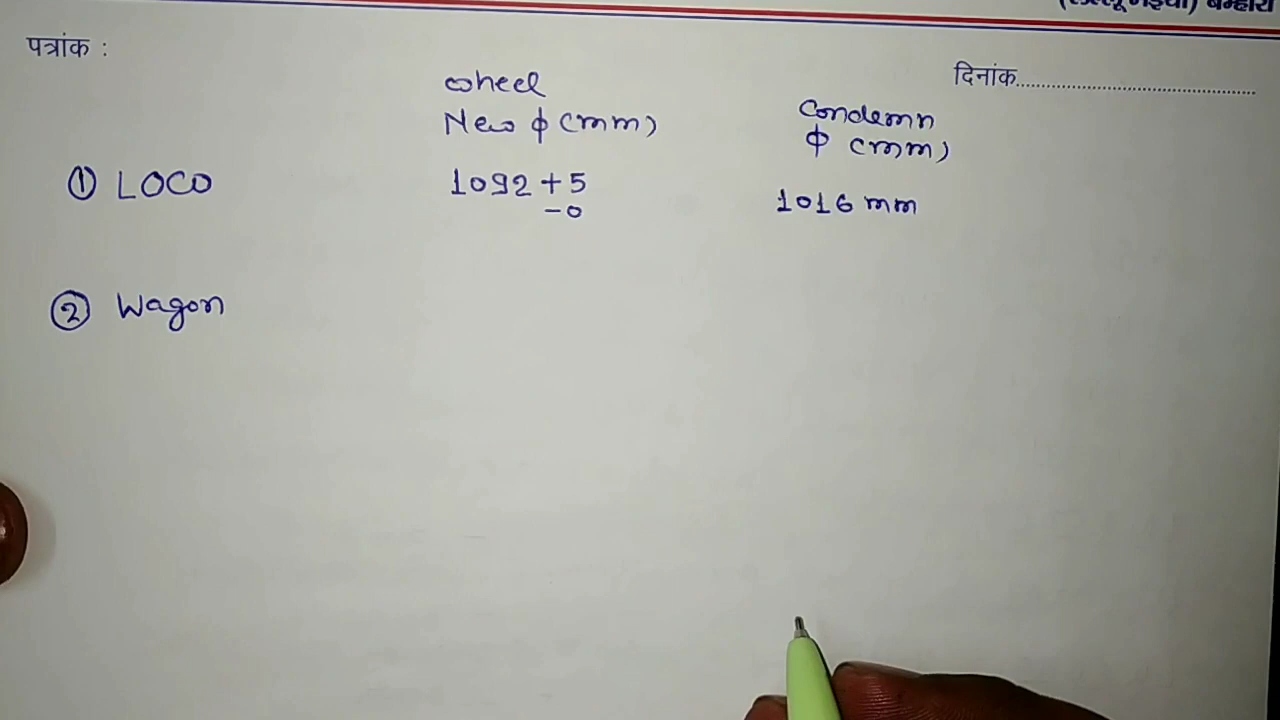 पत्रांक :
दिनांक
wheel
New ϕ (mm)
Condemn
ϕ (mm)
① LOCO
1092 + 5
- 0
1016 mm
② Wagon